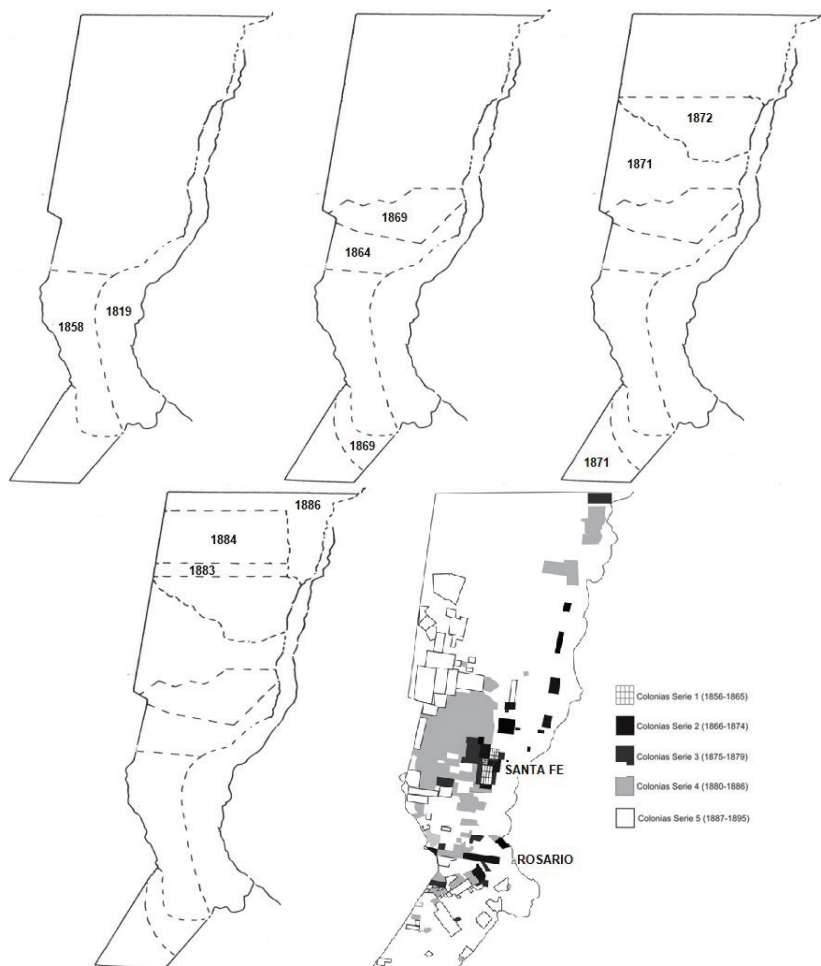 1858
1819
1869
1864
1869
1872
1871
1871
1886
1884
1883
SANTA FE
ROSARIO
Colonias Serie 1 (1856-1865)
Colonias Serie 2 (1866-1874)
Colonias Serie 3 (1875-1879)
Colonias Serie 4 (1880-1886)
Colonias Serie 5 (1887-1895)